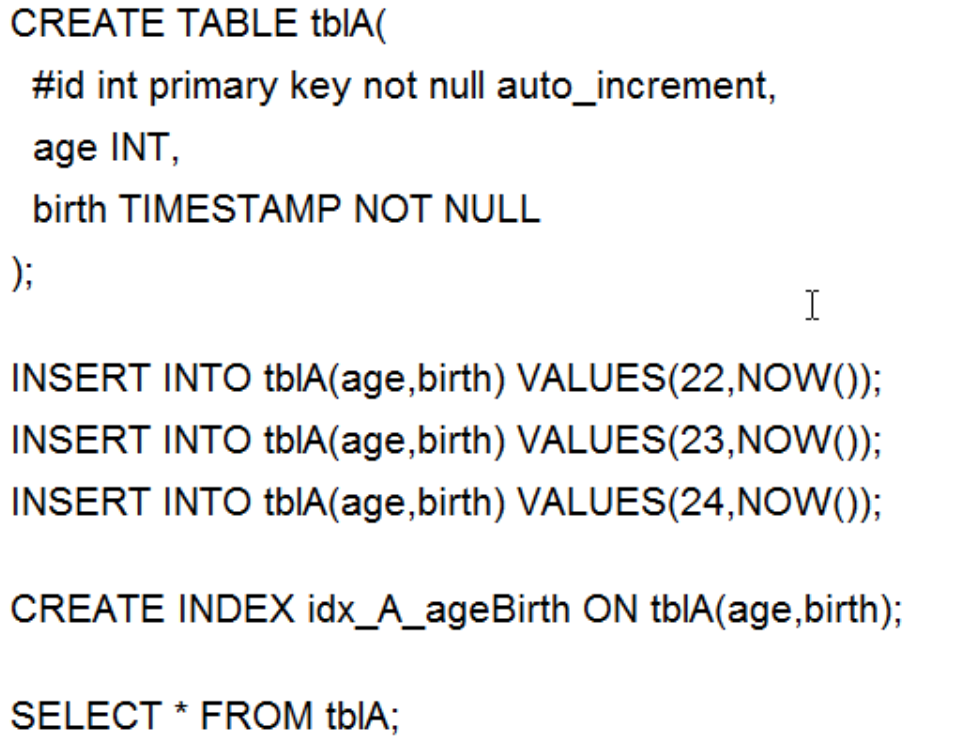 CREATE TABLE tblA(
#id int primary key not null auto_increment,
age INT,
birth TIMESTAMP NOT NULL
);
INSERT INTO tblA(age,birth) VALUES(22,NOW());
INSERT INTO tblA(age,birth) VALUES(23,NOW());
INSERT INTO tblA(age,birth) VALUES(24,NOW());
CREATE INDEX idx_A_ageBirth ON tblA(age,birth);
SELECT * FROM tblA;